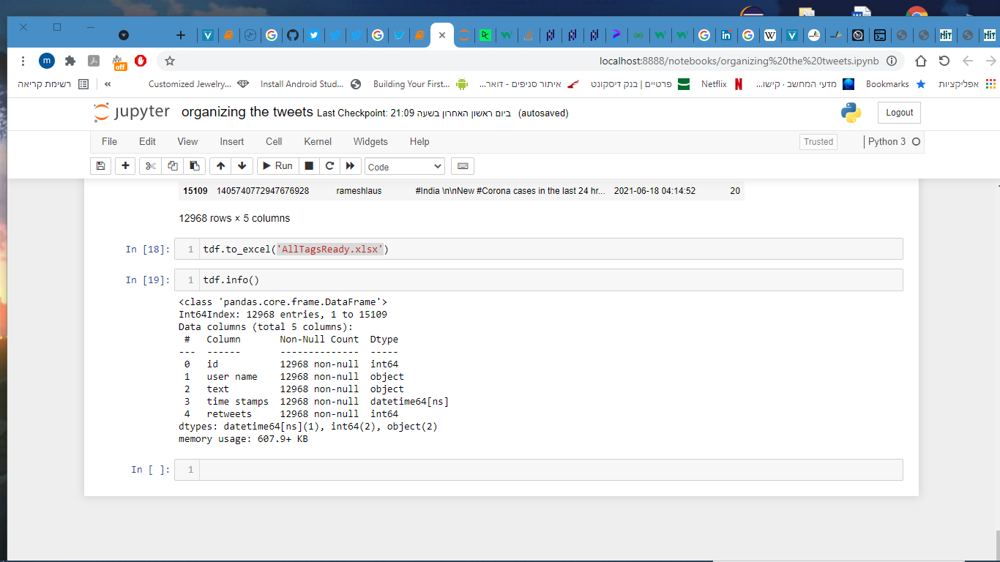 m
off
localhost:8888/notebooks/organizing%20the%20tweets.ipynb
רשימת קריאה
«
Customized Jewelry...
Install Android Stud...
Building Your First...
איתור סניפים - דואר...
פרטיים | בנק דיסקונט
Netflix
מדעי המחשב · קישו...
Bookmarks
אפליקציות
jupyter organizing the tweets Last Checkpoint: 21:09 ביום ראשון האחרון בשעה (autosaved)
Logout
File Edit View Insert Cell Kernel Widgets Help
Trusted
Python 3
Run
Code
15109 1405740772947676928 rameshlaus #India \n\nNew #Corona cases in the last 24 hr... 2021-06-18 04:14:52 20
12968 rows × 5 columns
In [18]: 1 tdf.to_excel('AllTagsReady.xlsx')
In [19]: 1 tdf.info()
<class 'pandas.core.frame.DataFrame'>
Int64Index: 12968 entries, 1 to 15109
Data columns (total 5 columns):
# Column Non-Null Count Dtype
--- ------ -------------- -----
0 id 12968 non-null int64
1 user name 12968 non-null object
2 text 12968 non-null object
3 time stamps 12968 non-null datetime64[ns]
4 retweets 12968 non-null int64
dtypes: datetime64[ns](1), int64(2), object(2)
memory usage: 607.9+ KB
In [ ]: 1